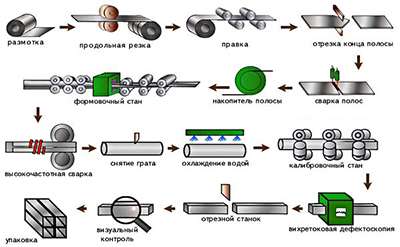 размотка
продольная резка
правка
отрезка конца полосы
формовочный стан
накопитель полосы
сварка полос
высокочастотная сварка
снятие грата
охлаждение водой
калибровочный стан
упаковка
визуальный
контроль
отрезной станок
вихретоковая дефектоскопия